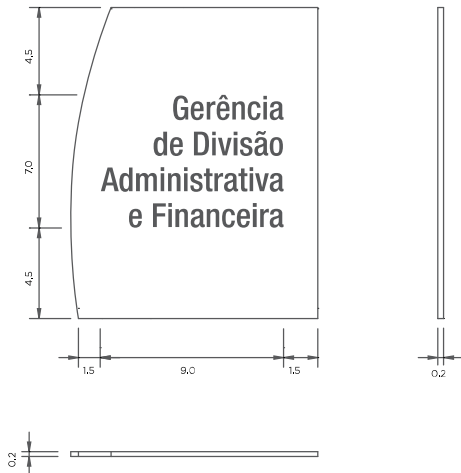 4,5
Gerência
de Divisão
7,0
Administrativa
e Financeira
4,5
1.5
9.0
1.5
0.2
0.2